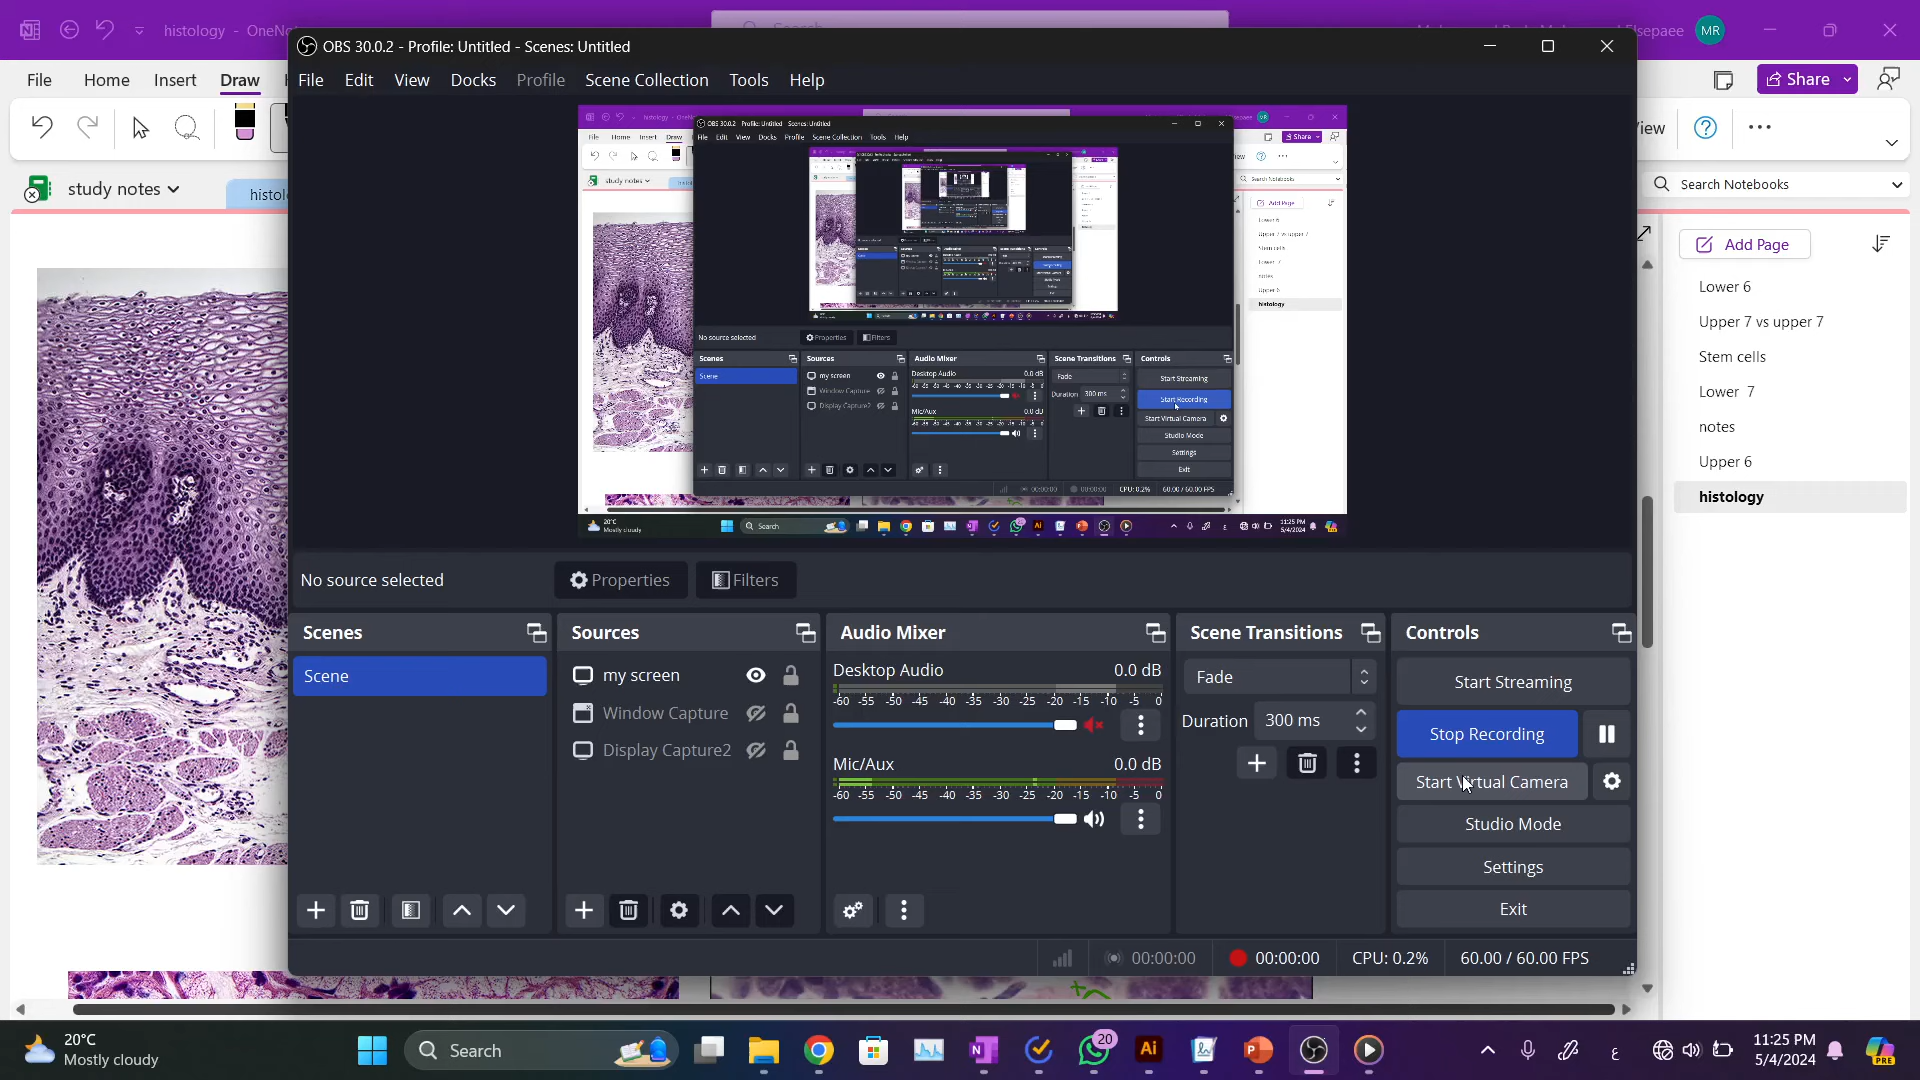 histology - OneNo
Search
epaee MR
OBS 30.0.2 - Profile: Untitled - Scenes: Untitled
File Home Insert Draw
Share
File Edit View Docks Profile Scene Collection Tools Help
study notes
histolo
Search Notebooks
Add Page
Lower 6
Upper 7 vs upper 7
Stem cells
Lower 7
notes
Upper 6
histology
No source selected Properties Filters
Scenes Sources Audio Mixer Scene Transitions Controls
Scene
my screen
Window Capture
Display Capture2
Desktop Audio 0.0 dB
-60 -55 -50 -45 -40 -35 -30 -25 -20 -15 -10 -5 0
Mic/Aux 0.0 dB
-60 -55 -50 -45 -40 -35 -30 -25 -20 -15 -10 -5 0
Fade
Duration 300 ms
Start Streaming
Stop Recording
Start Virtual Camera
Studio Mode
Settings
Exit
00:00:00 00:00:00 CPU: 0.2% 60.00 / 60.00 FPS
20°C
Mostly cloudy
Search
20
Ai
ع
11:25 PM
5/4/2024
PRE